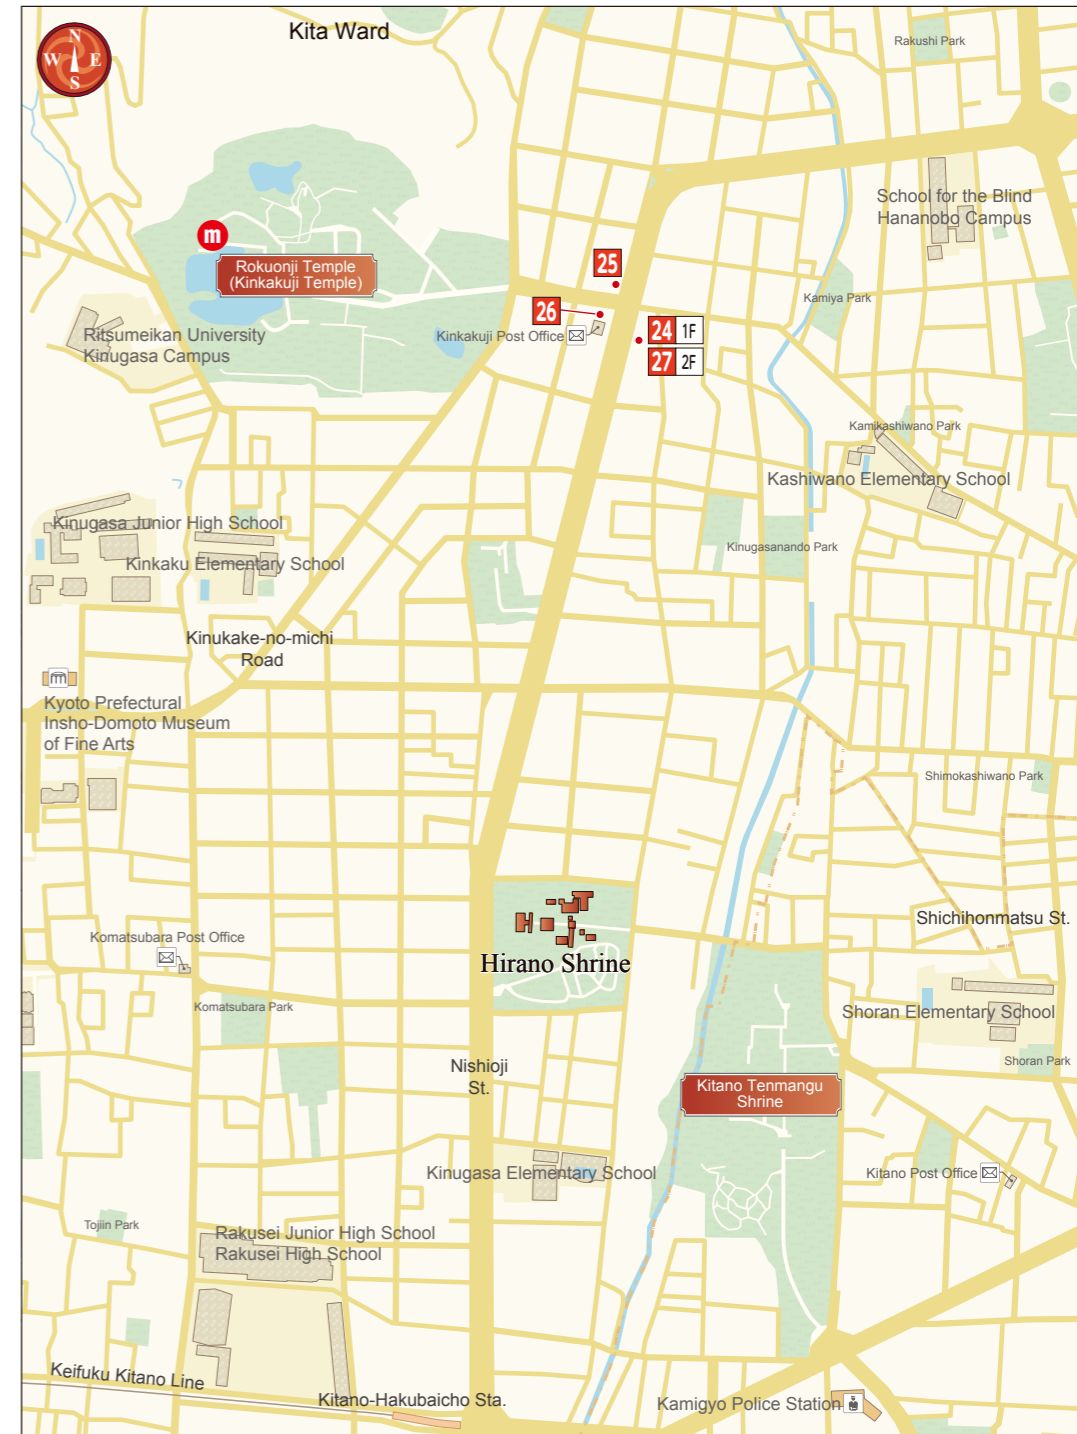 Kita Ward
N
W E
S
Rakushi Park
School for the Blind
Hananobo Campus
m
Rokuonji Temple
(Kinkakuji Temple)
25
Kamiya Park
26
Kinkakuji Post Office
24 1F
27 2F
Ritsumeikan University
Kinugasa Campus
Kamikashiwano Park
Kashiwano Elementary School
Kinugasa Junior High School
Kinkaku Elementary School
Kinugasanando Park
Kinukake-no-michi
Road
Kyoto Prefectural
Insho-Domoto Museum
of Fine Arts
Shimokashiwano Park
Shichihonmatsu St.
Komatsubara Post Office
Hirano Shrine
Komatsubara Park
Shoran Elementary School
Shoran Park
Nishioji
St.
Kitano Tenmangu
Shrine
Kinugasa Elementary School
Kitano Post Office
Tojiin Park
Rakusei Junior High School
Rakusei High School
Keifuku Kitano Line
Kitano-Hakubaicho Sta.
Kamigyo Police Station